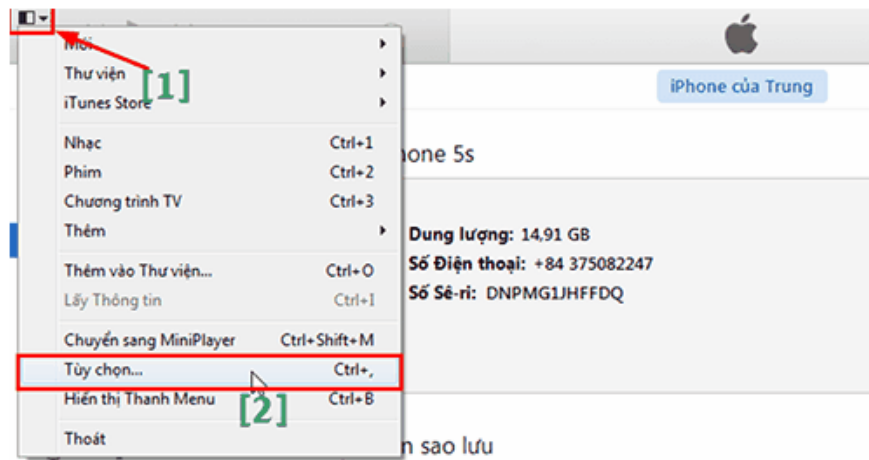 Mới
Thư viện
[1]
iTunes Store
Nhạc Ctrl+1
Phim Ctrl+2
Chương trình TV Ctrl+3
Thêm
Thêm vào Thư viện... Ctrl+O
Lấy Thông tin Ctrl+I
Chuyển sang MiniPlayer Ctrl+Shift+M
Tùy chọn... Ctrl+,
[2]
Hiển thị Thanh Menu Ctrl+B
Thoát
iPhone của Trung
hone 5s
Dung lượng: 14,91 GB
Số Điện thoại: +84 375082247
Số Sê-ri: DNPMG1JHFFDQ
n sao lưu